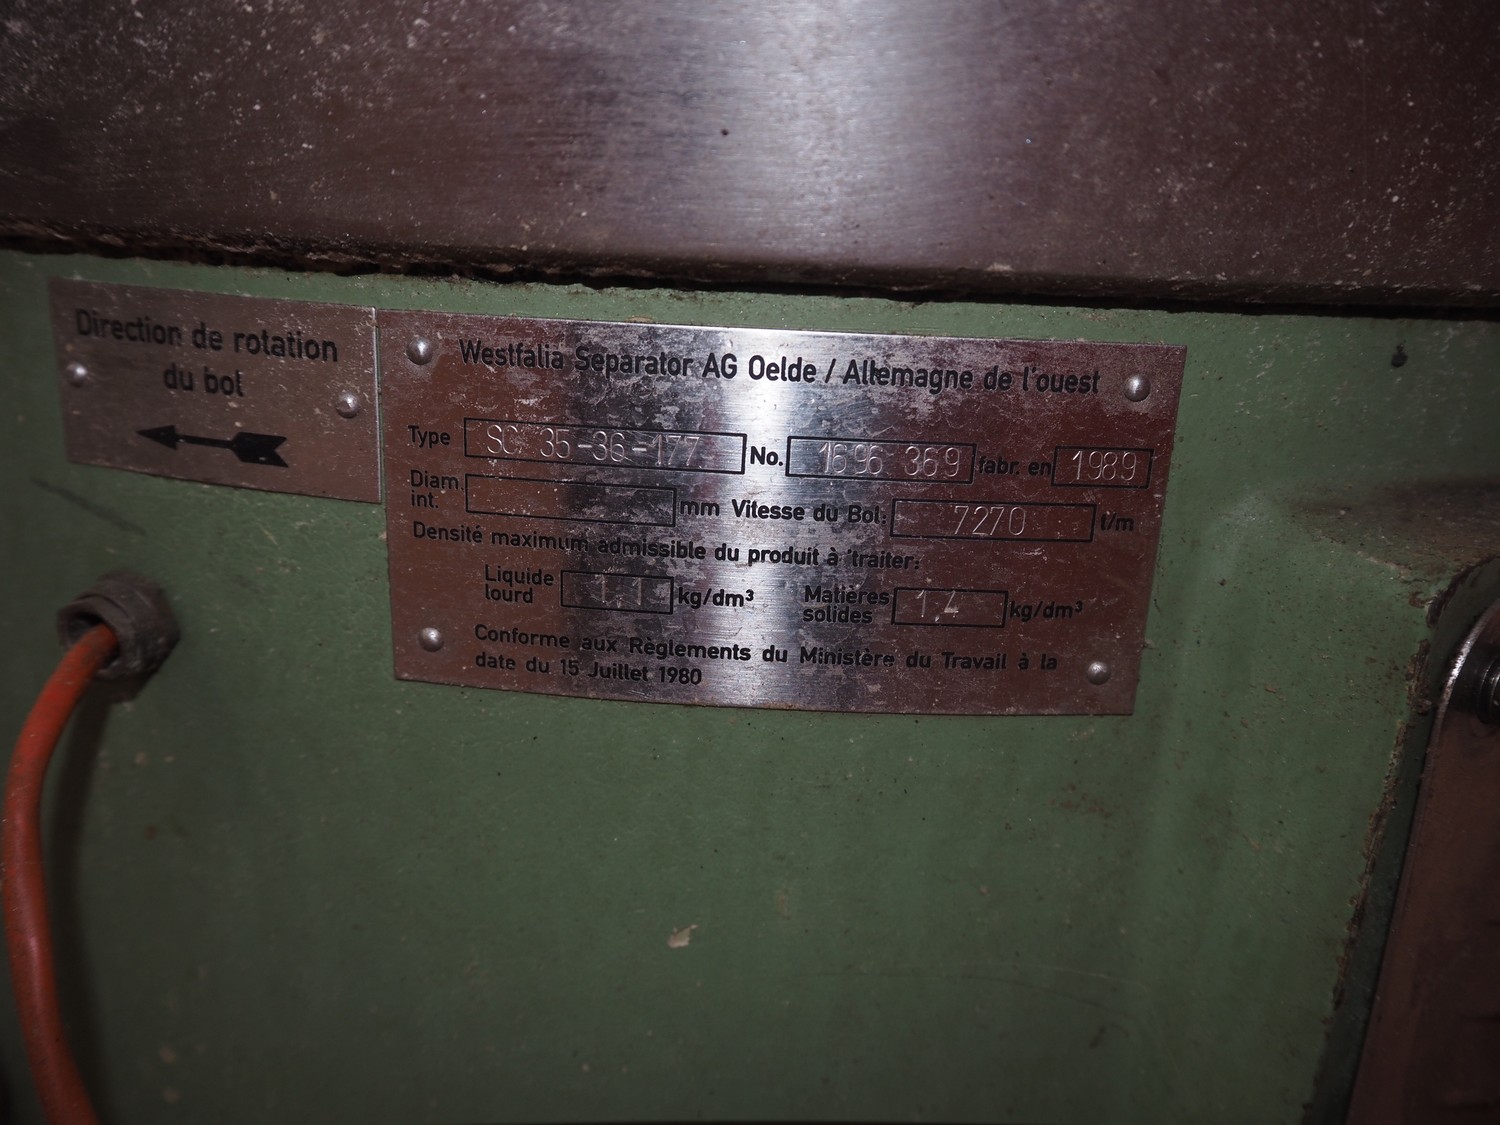 Direction de rotation
du bol
Westfalia Separator AG Oelde / Allemagne de l'ouest
Type SC 35-36-177 No. 1696 369 fabr. en 1989
Diam. int. mm Vitesse du Bol: 7270 t/m
Densité maximum admissible du produit à traiter:
Liquide lourd 1,1 kg/dm³ Matières solides 1,4 kg/dm³
Conforme aux Règlements du Ministère du Travail à la
date du 15 Juillet 1980